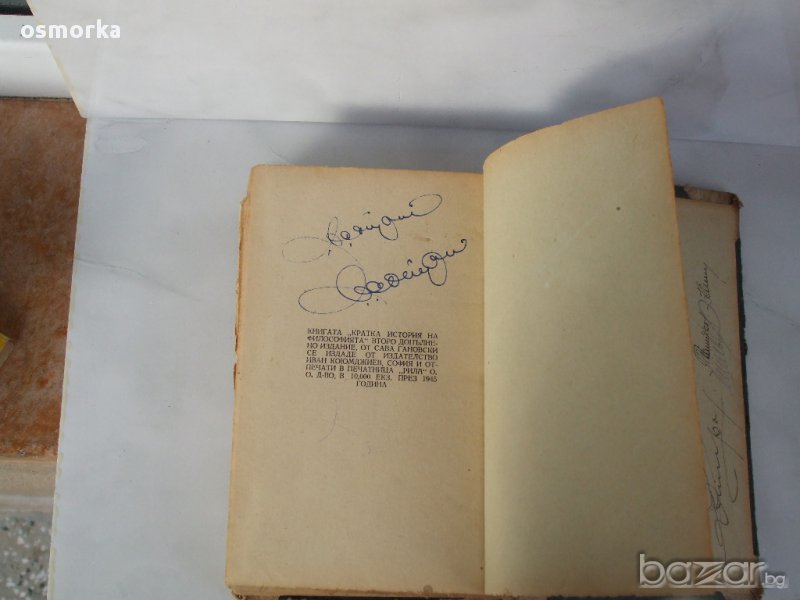 osmorka
КНИГАТА „КРАТКА ИСТОРИЯ НА
ФИЛОСОФИЯТА“ ВТОРО ДОПЪЛНЕ-
НО ИЗДАНИЕ, ОТ САВА ГАНОВСКИ
СЕ ИЗДАДЕ ОТ ИЗДАТЕЛСТВО
ИВАН КОЮМДЖИЕВ, СОФИЯ И ОТ-
ПЕЧАТИ В ПЕЧАТНИЦА „РИЛА“ О.
О. Д-ВО, В 10,000 ЕКЗ. ПРЕЗ 1945
ГОДИНА
bazar.bg